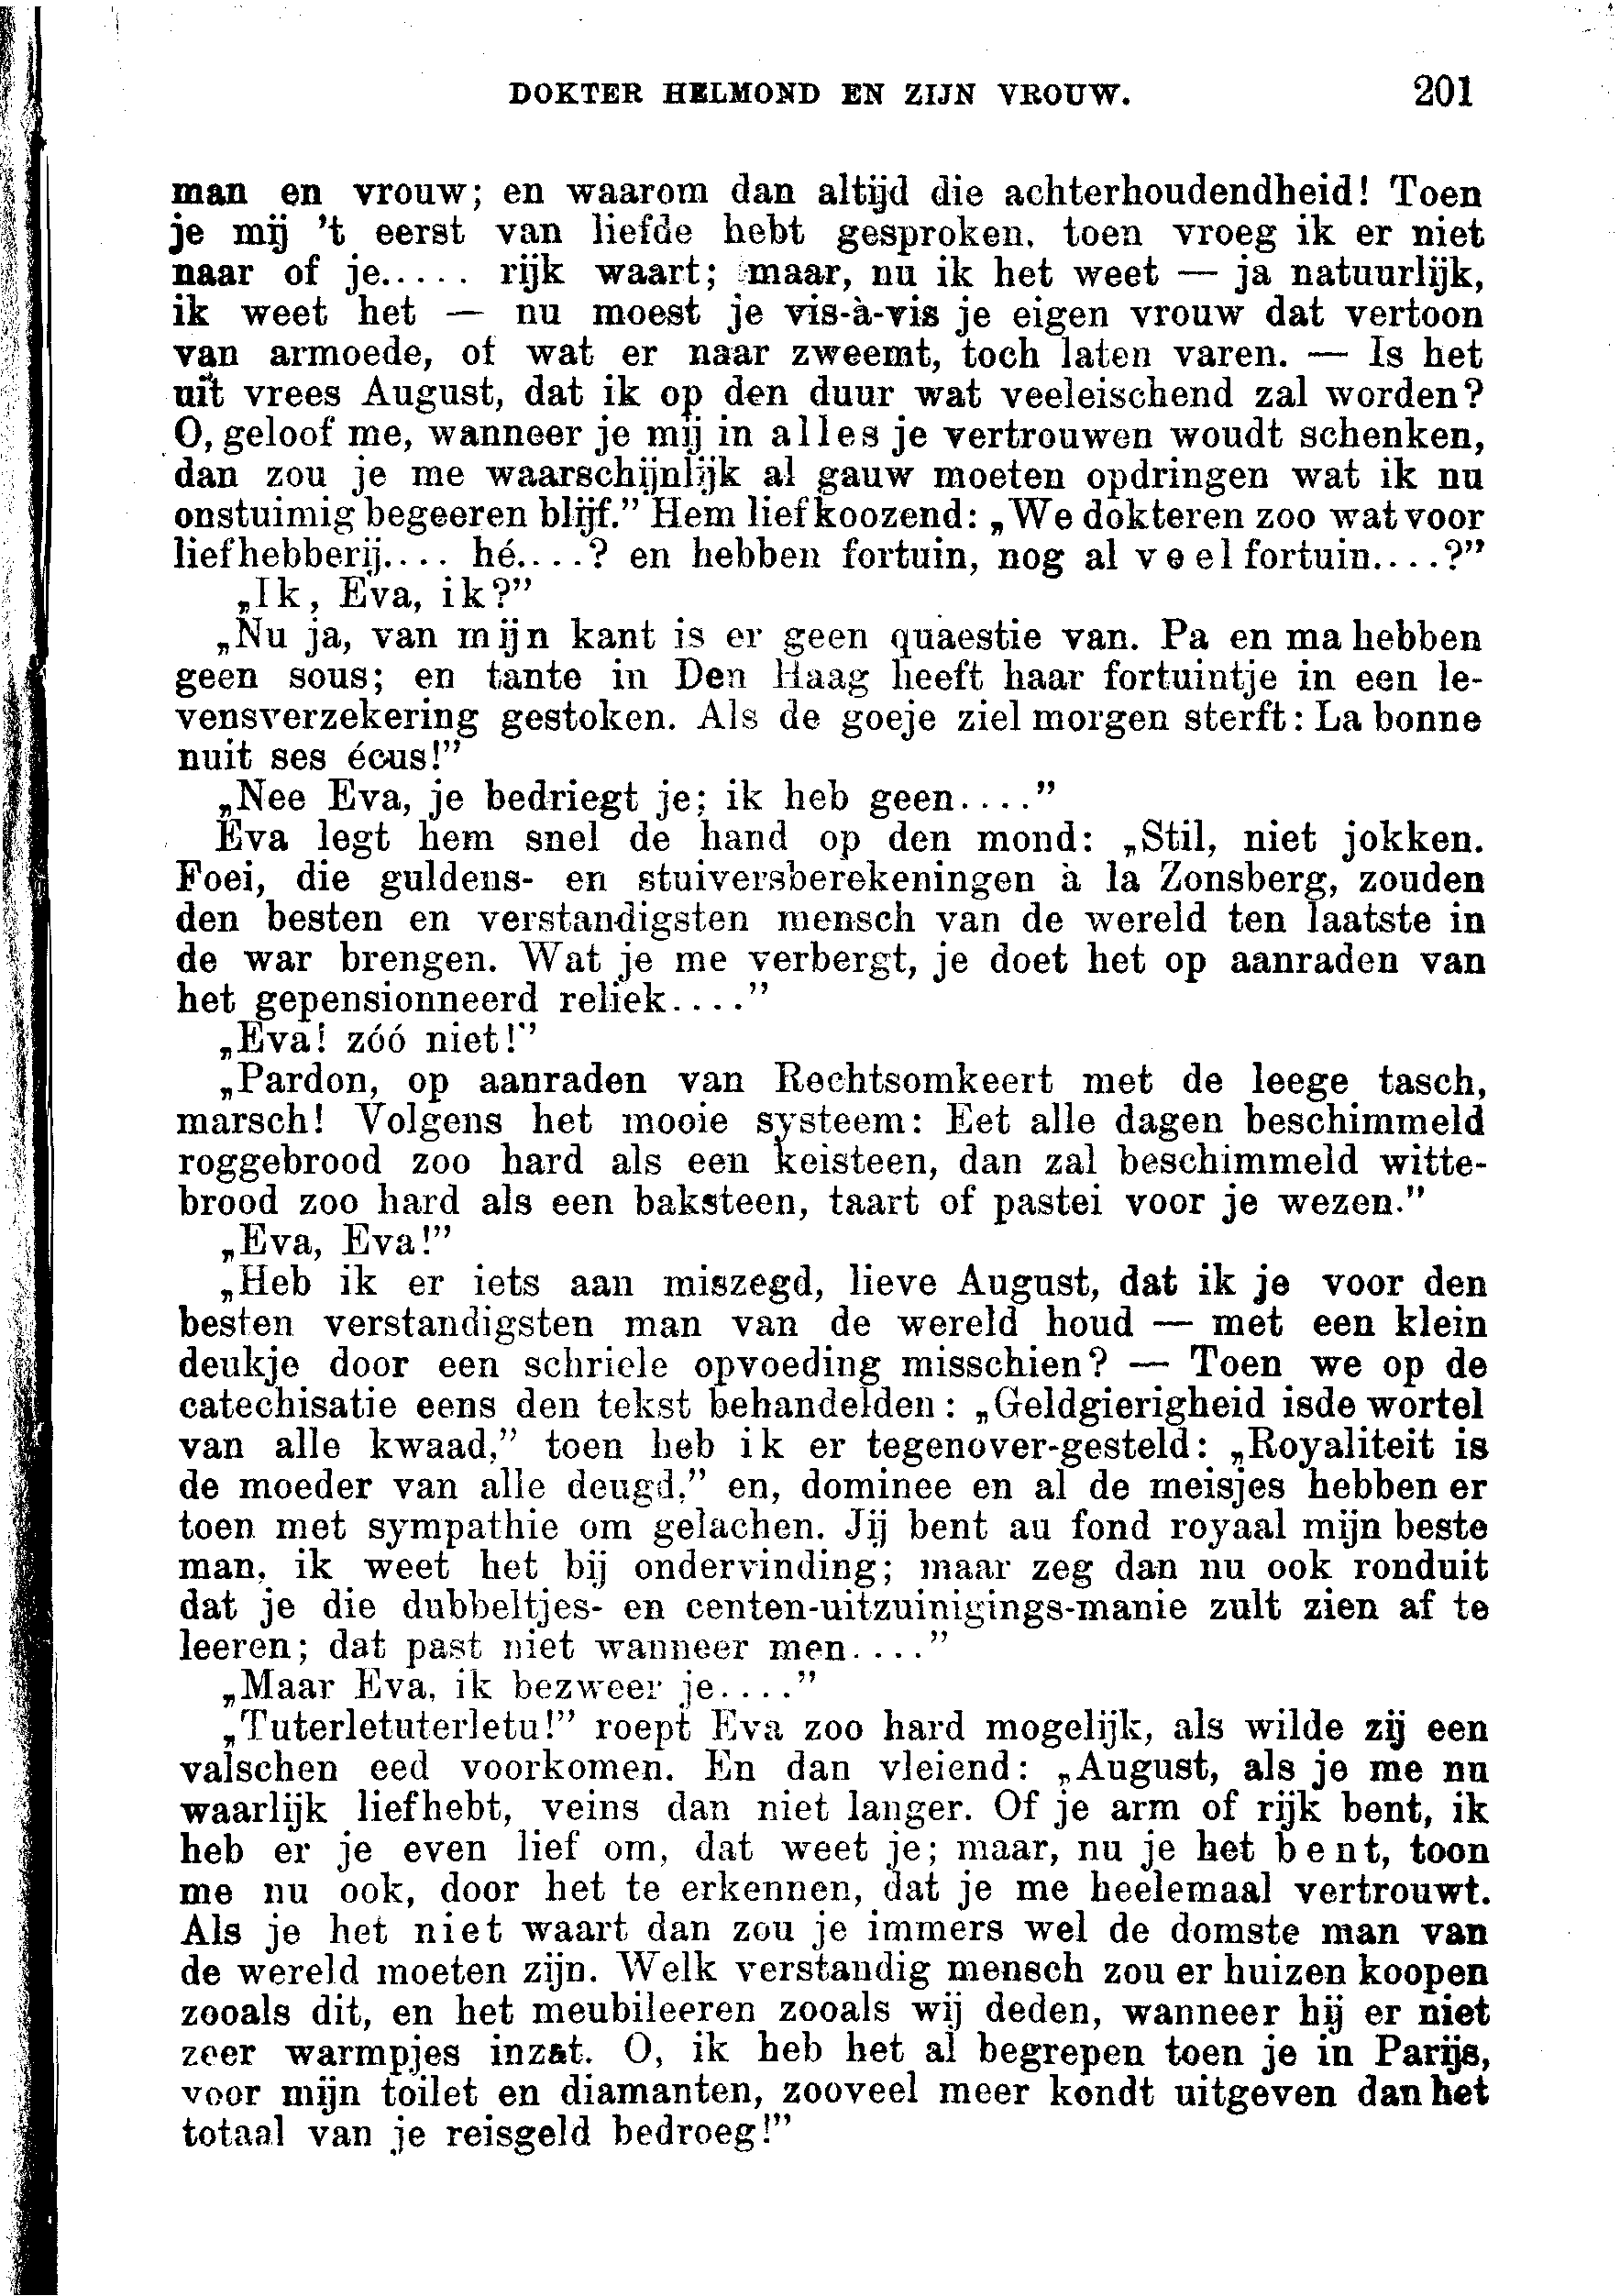 DOKTER HELMOND EN ZIJN VROUW. 201
man en vrouw; en waarom dan altijd die achterhoudendheid! Toen
je mij 't eerst van liefde hebt gesproken, toen vroeg ik er niet
naar of je..... rijk waart; maar, nu ik het weet — ja natuurlijk,
ik weet het — nu moest je vis-à-vis je eigen vrouw dat vertoon
van armoede, of wat er naar zweemt, toch laten varen. — Is het
uit vrees August, dat ik op den duur wat veeleischend zal worden?
O, geloof me, wanneer je mij in alles je vertrouwen woudt schenken,
dan zou je me waarschijnlijk al gauw moeten opdringen wat ik nu
onstuimig begeeren blijf.” Hem liefkoozend: „We dokteren zoo wat voor
liefhebberij.... hé....? en hebben fortuin, nog al veel fortuin....?”
„Ik, Eva, ik?”
„Nu ja, van mijn kant is er geen quaestie van. Pa en ma hebben
geen sous; en tante in Den Haag heeft haar fortuintje in een le-
vensverzekering gestoken. Als de goeje ziel morgen sterft: La bonne
nuit ses écus!”
„Nee Eva, je bedriegt je; ik heb geen....”
Eva legt hem snel de hand op den mond: „Stil, niet jokken.
Foei, die guldens- en stuiversberekeningen à la Zonsberg, zouden
den besten en verstandigsten mensch van de wereld ten laatste in
de war brengen. Wat je me verbergt, je doet het op aanraden van
het gepensionneerd reliek....”
„Eva! zóó niet!”
„Pardon, op aanraden van Rechtsomkeert met de leege tasch,
marsch! Volgens het mooie systeem: Eet alle dagen beschimmeld
roggebrood zoo hard als een keisteen, dan zal beschimmeld witte-
brood zoo hard als een baksteen, taart of pastei voor je wezen.”
„Eva, Eva!”
„Heb ik er iets aan miszegd, lieve August, dat ik je voor den
besten verstandigsten man van de wereld houd — met een klein
deukje door een schriele opvoeding misschien? — Toen we op de
catechisatie eens den tekst behandelden: „Geldgierigheid isde wortel
van alle kwaad,” toen heb ik er tegenover-gesteld: „Royaliteit is
de moeder van alle deugd,” en, dominee en al de meisjes hebben er
toen met sympathie om gelachen. Jij bent au fond royaal mijn beste
man, ik weet het bij ondervinding; maar zeg dan nu ook ronduit
dat je die dubbeltjes- en centen-uitzuinigings-manie zult zien af te
leeren; dat past niet wanneer men....”
„Maar Eva, ik bezweer je....”
„Tuterletuterletu!” roept Eva zoo hard mogelijk, als wilde zij een
valschen eed voorkomen. En dan vleiend: „August, als je me nu
waarlijk liefhebt, veins dan niet langer. Of je arm of rijk bent, ik
heb er je even lief om, dat weet je; maar, nu je het bent, toon
me nu ook, door het te erkennen, dat je me heelemaal vertrouwt.
Als je het niet waart dan zou je immers wel de domste man van
de wereld moeten zijn. Welk verstandig mensch zou er huizen koopen
zooals dit, en het meubileeren zooals wij deden, wanneer hij er niet
zeer warmpjes inzat. O, ik heb het al begrepen toen je in Parijs,
voor mijn toilet en diamanten, zooveel meer kondt uitgeven dan het
totaal van je reisgeld bedroeg!”